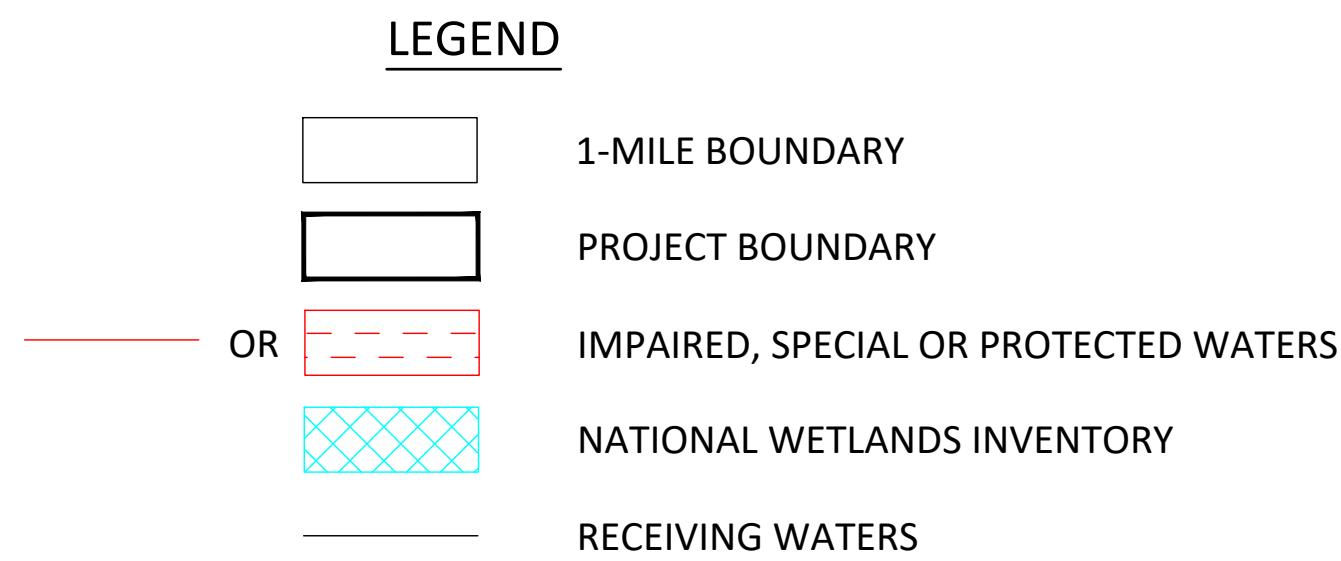 LEGEND
1-MILE BOUNDARY
PROJECT BOUNDARY
OR IMPAIRED, SPECIAL OR PROTECTED WATERS
NATIONAL WETLANDS INVENTORY
RECEIVING WATERS